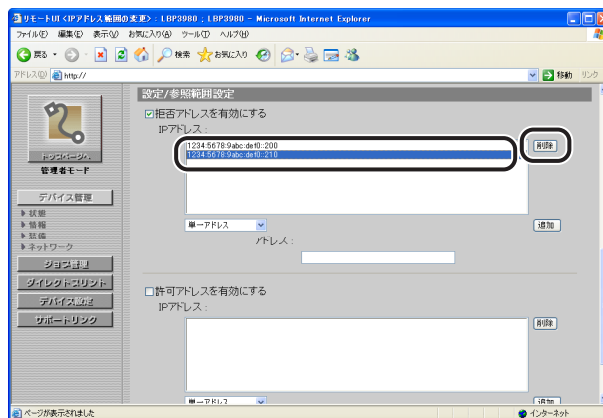 リモートUI <IPアドレス範囲の変更> : LBP3980 ; LBP3980 - Microsoft Internet Explorer
ファイル(F) 編集(E) 表示(V) お気に入り(A) ツール(T) ヘルプ(H)
戻る 検索 お気に入り
アドレス(D) http:// 移動 リンク
設定/参照範囲設定
拒否アドレスを有効にする
IPアドレス :
1234:5678:9abc:def0::200 削除
1234:5678:9abc:def0::210
トップページへ
管理者モード
デバイス管理
状態
情報
装備
ネットワーク
ジョブ管理
ダイレクトプリント
デバイス設定
サポートリンク
単一アドレス 追加
アドレス :
許可アドレスを有効にする
IPアドレス :
削除
単一アドレス 追加
ページが表示されました インターネット